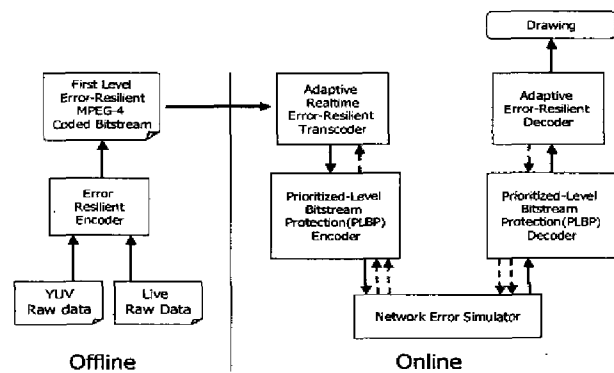 Drawing
First Level
Error-Resilient
MPEG-4
Coded Bitstream
Adaptive
Realtime
Error-Resilient
Transcoder
Adaptive
Error-Resilient
Decoder
Error
Resilient
Encoder
Prioritized-Level
Bitstream
Protection(PLBP)
Encoder
Prioritized-Level
Bitstream
Protection(PLBP)
Decoder
YUV
Raw data
Live
Raw Data
Network Error Simulator
Offline
Online